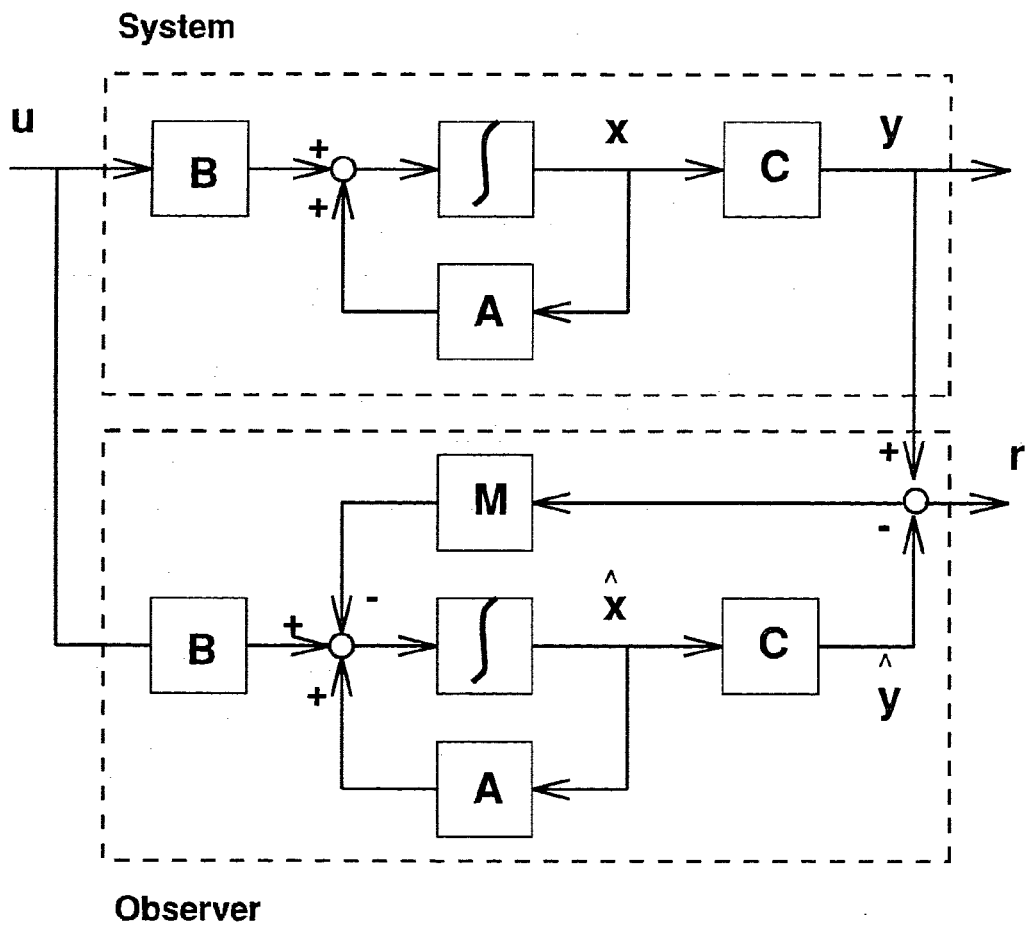 System
u
B
+
+
∫
x
C
y
A
+
r
M
-
-
B
+
+
∫
x̂
C
ŷ
A
Observer